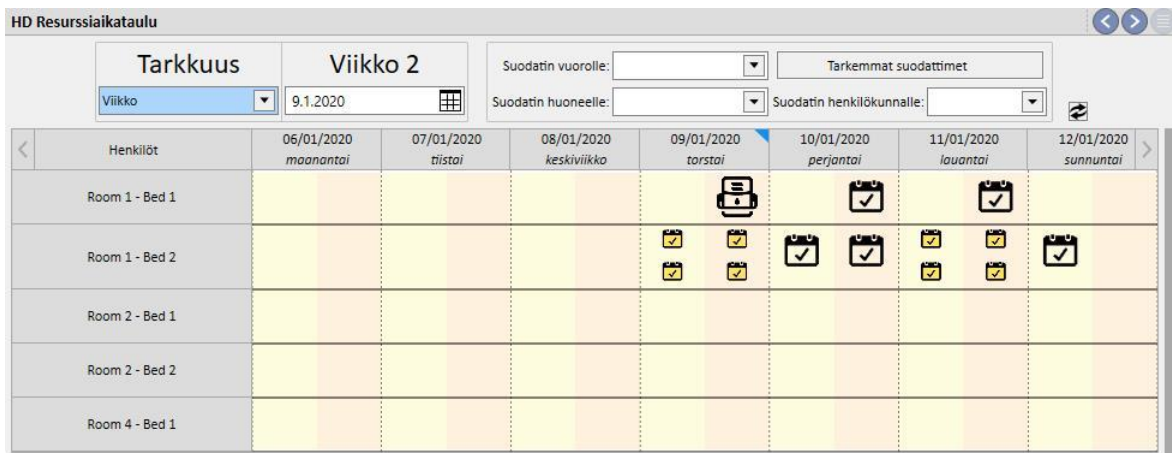 HD Resurssiaikataulu
Tarkkuus
Viikko 2
Viikko
9.1.2020
Suodatin vuorolle:
Tarkemmat suodattimet
Suodatin huoneelle:
Suodatin henkilökunnalle:
Henkilöt
06/01/2020
maanantai
07/01/2020
tiistai
08/01/2020
keskiviikko
09/01/2020
torstai
10/01/2020
perjantai
11/01/2020
lauantai
12/01/2020
sunnuntai
Room 1 - Bed 1
Room 1 - Bed 2
Room 2 - Bed 1
Room 2 - Bed 2
Room 4 - Bed 1